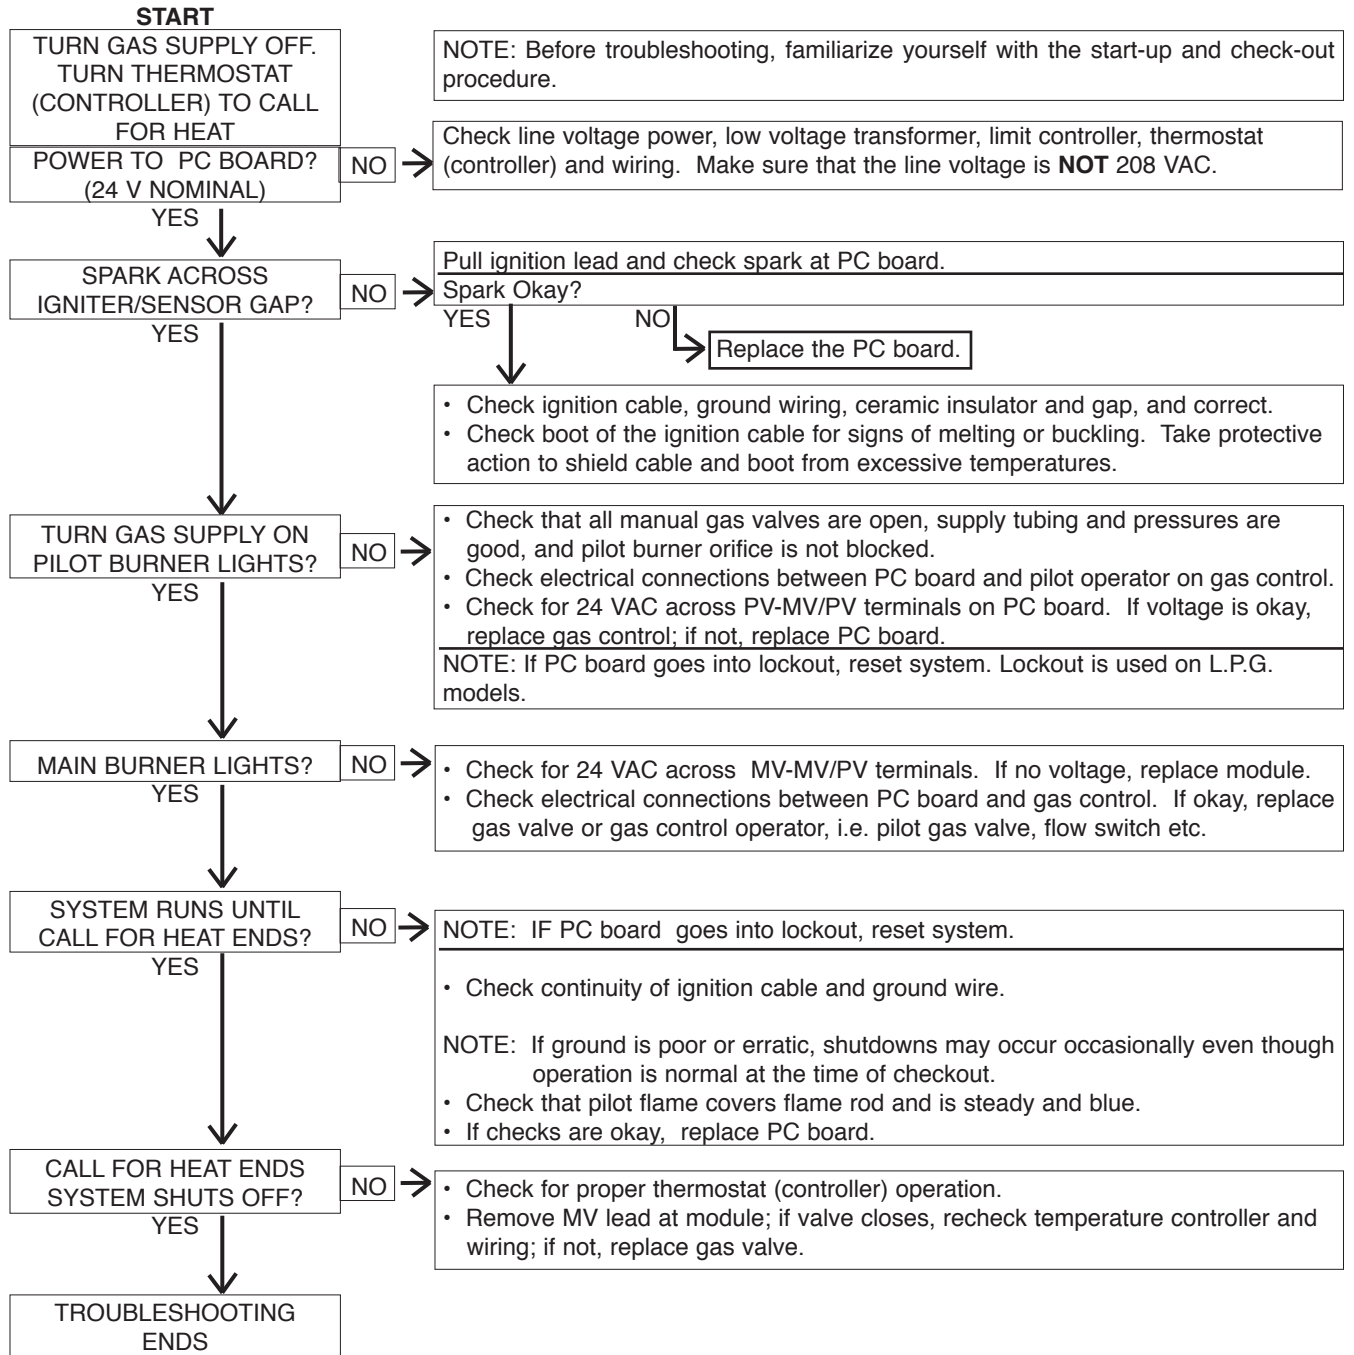 START
TURN GAS SUPPLY OFF.
TURN THERMOSTAT
(CONTROLLER) TO CALL
FOR HEAT
NOTE: Before troubleshooting, familiarize yourself with the start-up and check-out
procedure.
POWER TO PC BOARD?
(24 V NOMINAL)
NO
Check line voltage power, low voltage transformer, limit controller, thermostat
(controller) and wiring. Make sure that the line voltage is NOT 208 VAC.
YES
SPARK ACROSS
IGNITER/SENSOR GAP?
NO
Pull ignition lead and check spark at PC board.
Spark Okay?
YES
NO
Replace the PC board.
• Check ignition cable, ground wiring, ceramic insulator and gap, and correct.
• Check boot of the ignition cable for signs of melting or buckling. Take protective
action to shield cable and boot from excessive temperatures.
YES
TURN GAS SUPPLY ON
PILOT BURNER LIGHTS?
NO
• Check that all manual gas valves are open, supply tubing and pressures are
good, and pilot burner orifice is not blocked.
• Check electrical connections between PC board and pilot operator on gas control.
• Check for 24 VAC across PV-MV/PV terminals on PC board. If voltage is okay,
replace gas control; if not, replace PC board.
NOTE: If PC board goes into lockout, reset system. Lockout is used on L.P.G.
models.
YES
MAIN BURNER LIGHTS?
NO
• Check for 24 VAC across MV-MV/PV terminals. If no voltage, replace module.
• Check electrical connections between PC board and gas control. If okay, replace
gas valve or gas control operator, i.e. pilot gas valve, flow switch etc.
YES
SYSTEM RUNS UNTIL
CALL FOR HEAT ENDS?
NO
NOTE: IF PC board goes into lockout, reset system.
• Check continuity of ignition cable and ground wire.
NOTE: If ground is poor or erratic, shutdowns may occur occasionally even though
operation is normal at the time of checkout.
• Check that pilot flame covers flame rod and is steady and blue.
• If checks are okay, replace PC board.
YES
CALL FOR HEAT ENDS
SYSTEM SHUTS OFF?
NO
• Check for proper thermostat (controller) operation.
• Remove MV lead at module; if valve closes, recheck temperature controller and
wiring; if not, replace gas valve.
YES
TROUBLESHOOTING
ENDS